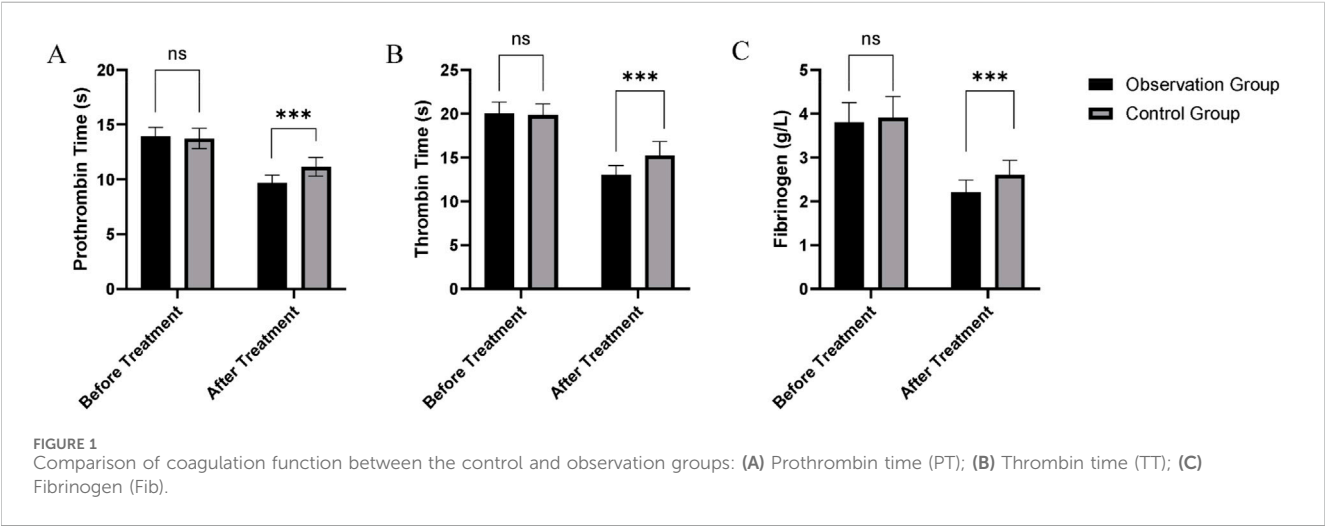 A
ns
***
Prothrombin Time (s)
20
15
10
5
0
Before Treatment
After Treatment
B
ns
***
Thrombin Time (s)
25
20
15
10
5
0
Before Treatment
After Treatment
C
ns
***
Fibrinogen (g/L)
5
4
3
2
1
0
Before Treatment
After Treatment
Observation Group
Control Group
FIGURE 1
Comparison of coagulation function between the control and observation groups: (A) Prothrombin time (PT); (B) Thrombin time (TT); (C)
Fibrinogen (Fib).